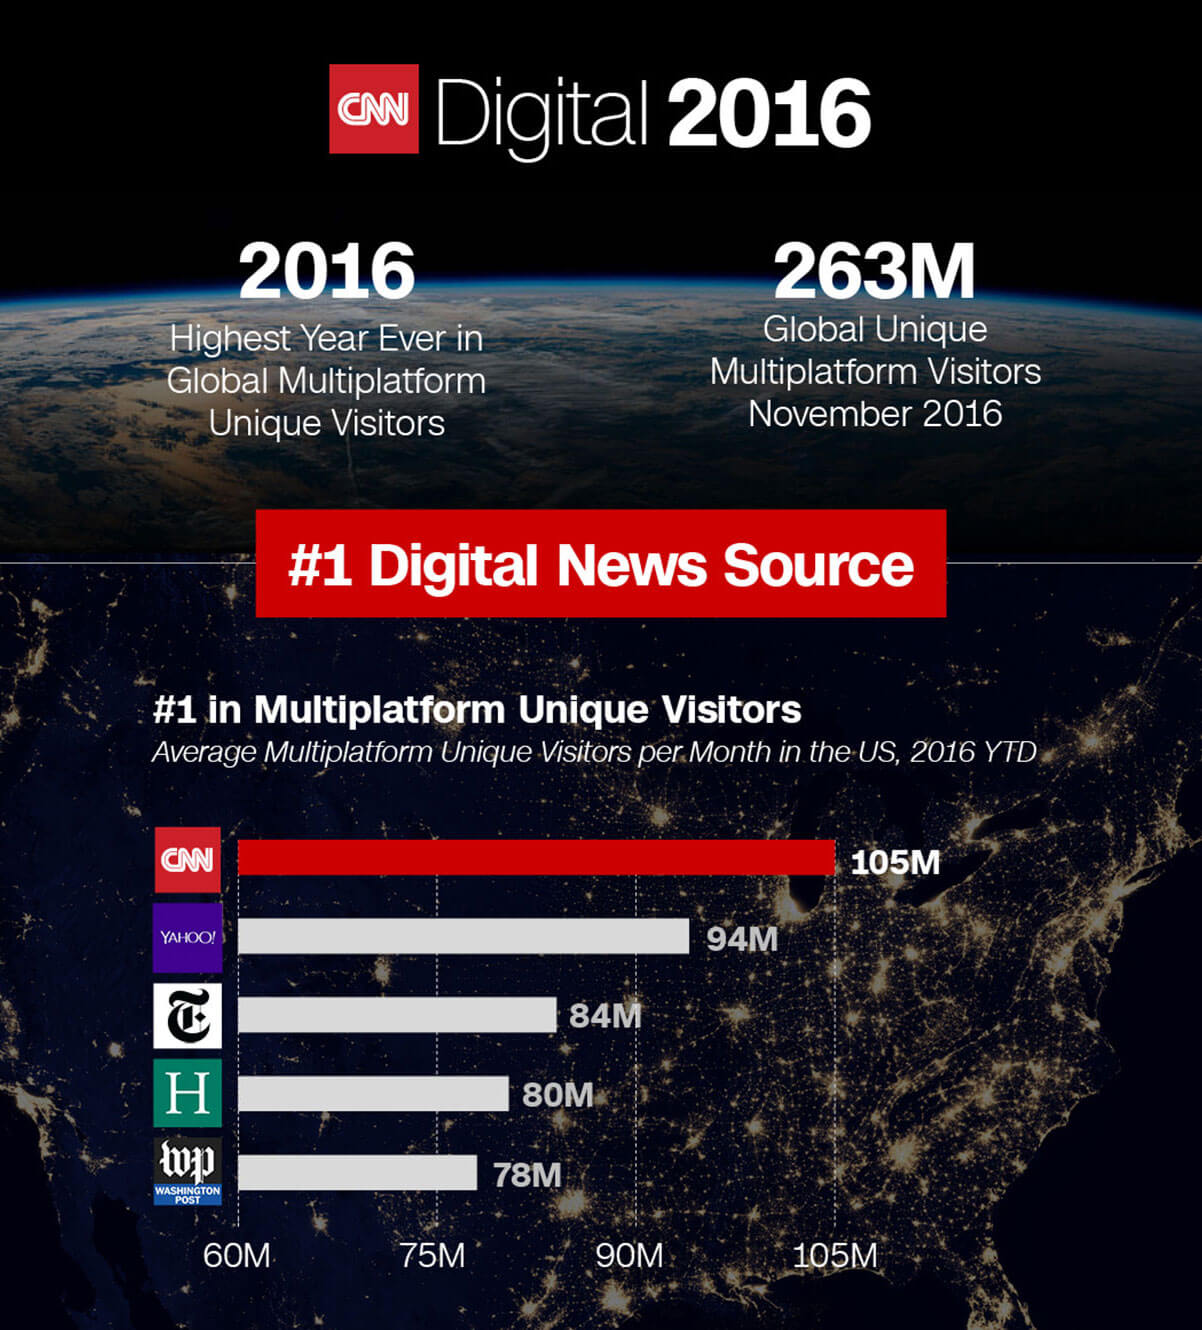 CNN Digital 2016
2016
Highest Year Ever in
Global Multiplatform
Unique Visitors
263M
Global Unique
Multiplatform Visitors
November 2016
#1 Digital News Source
#1 in Multiplatform Unique Visitors
Average Multiplatform Unique Visitors per Month in the US, 2016 YTD
CNN 105M
YAHOO! 94M
T 84M
H 80M
wp 78M
WASHINGTON
POST
60M 75M 90M 105M